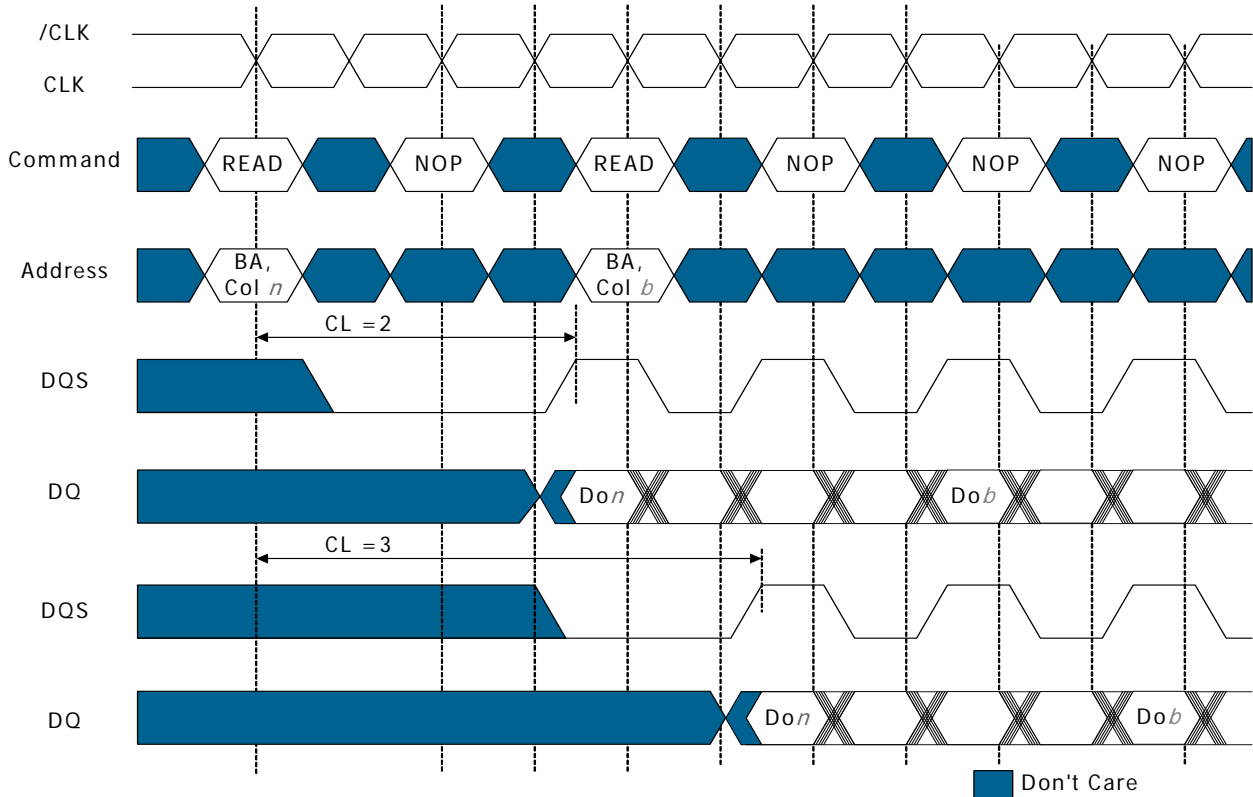 /CLK
CLK
Command
READ
NOP
READ
NOP
NOP
NOP
Address
BA,
Col n
BA,
Col b
CL =2
DQS
DQ
Don
Dob
CL =3
DQS
DQ
Don
Dob
Don't Care